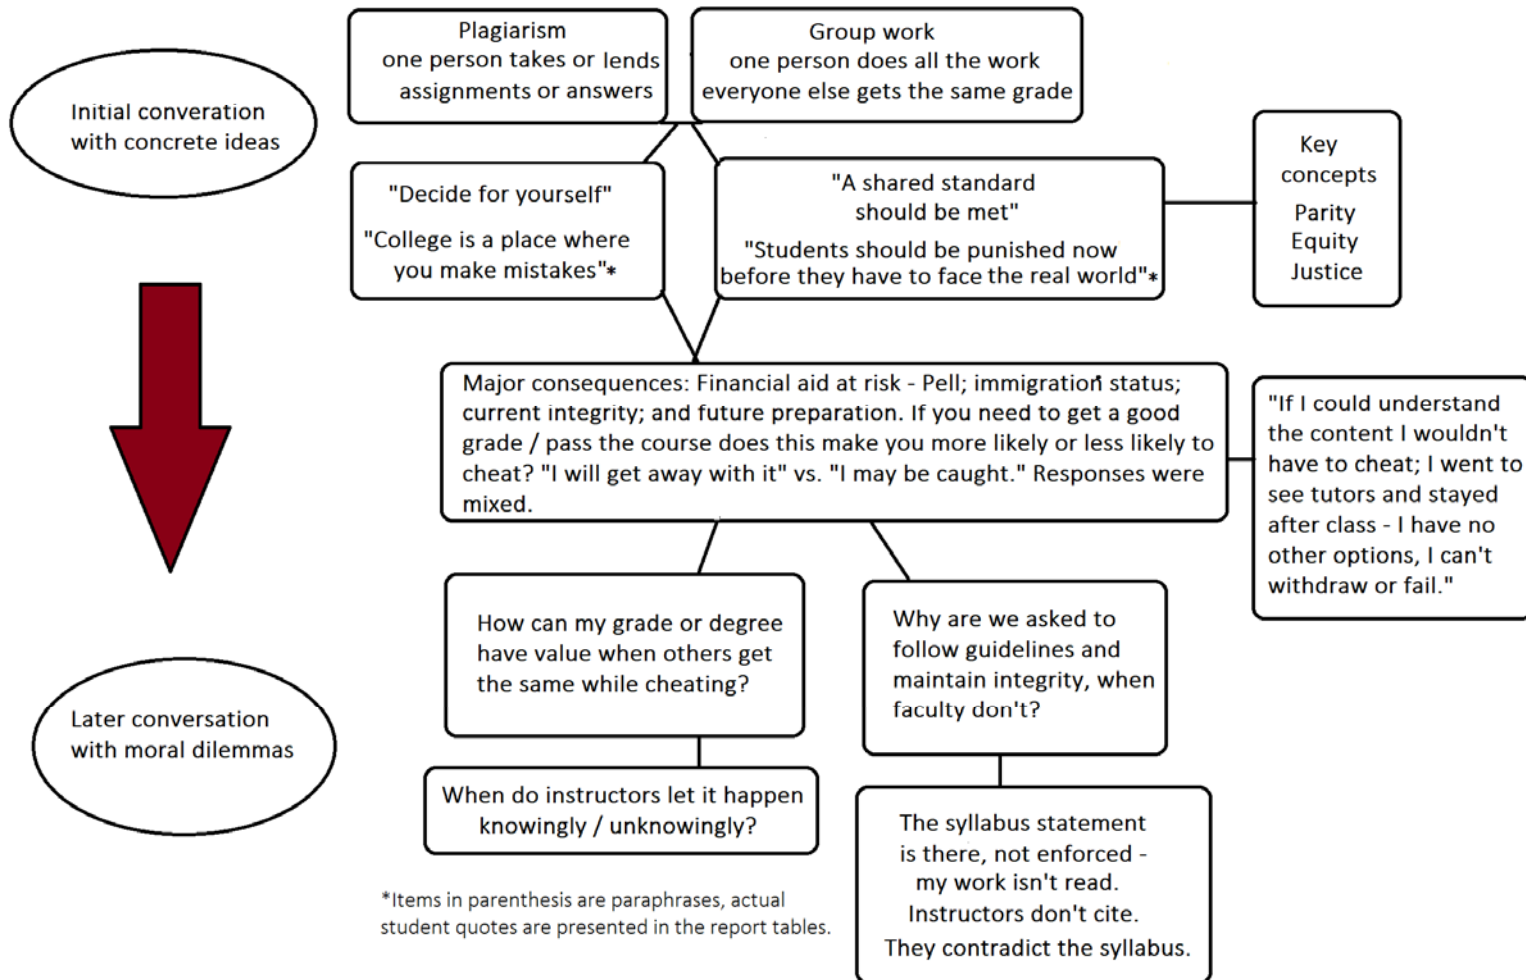 Plagiarism
one person takes or lends
assignments or answers
Group work
one person does all the work
everyone else gets the same grade
Initial converation
with concrete ideas
"Decide for yourself"
"College is a place where
you make mistakes"*
"A shared standard
should be met"
"Students should be punished now
before they have to face the real world"*
Key
concepts
Parity
Equity
Justice
Major consequences: Financial aid at risk - Pell; immigration status;
current integrity; and future preparation. If you need to get a good
grade / pass the course does this make you more likely or less likely to
cheat? "I will get away with it" vs. "I may be caught." Responses were
mixed.
"If I could understand
the content I wouldn't
have to cheat; I went to
see tutors and stayed
after class - I have no
other options, I can't
withdraw or fail."
How can my grade or degree
have value when others get
the same while cheating?
Why are we asked to
follow guidelines and
maintain integrity, when
faculty don't?
Later conversation
with moral dilemmas
When do instructors let it happen
knowingly / unknowingly?
The syllabus statement
is there, not enforced -
my work isn't read.
Instructors don't cite.
They contradict the syllabus.
*Items in parenthesis are paraphrases, actual
student quotes are presented in the report tables.